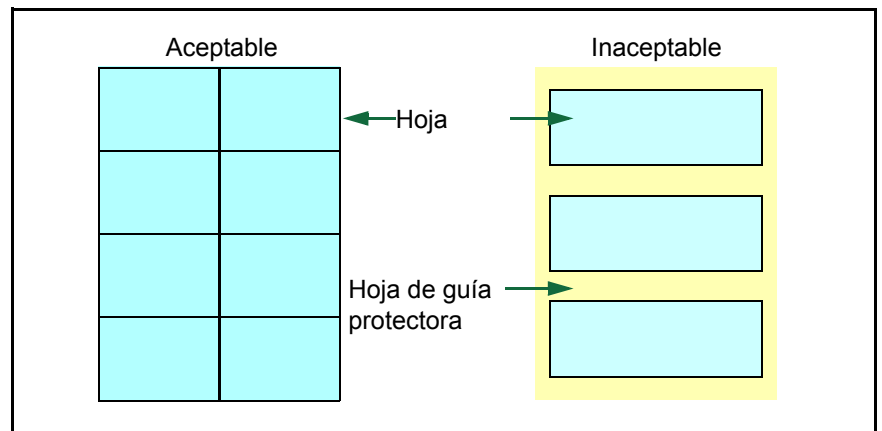 Aceptable
Inaceptable
Hoja
Hoja de guía
protectora